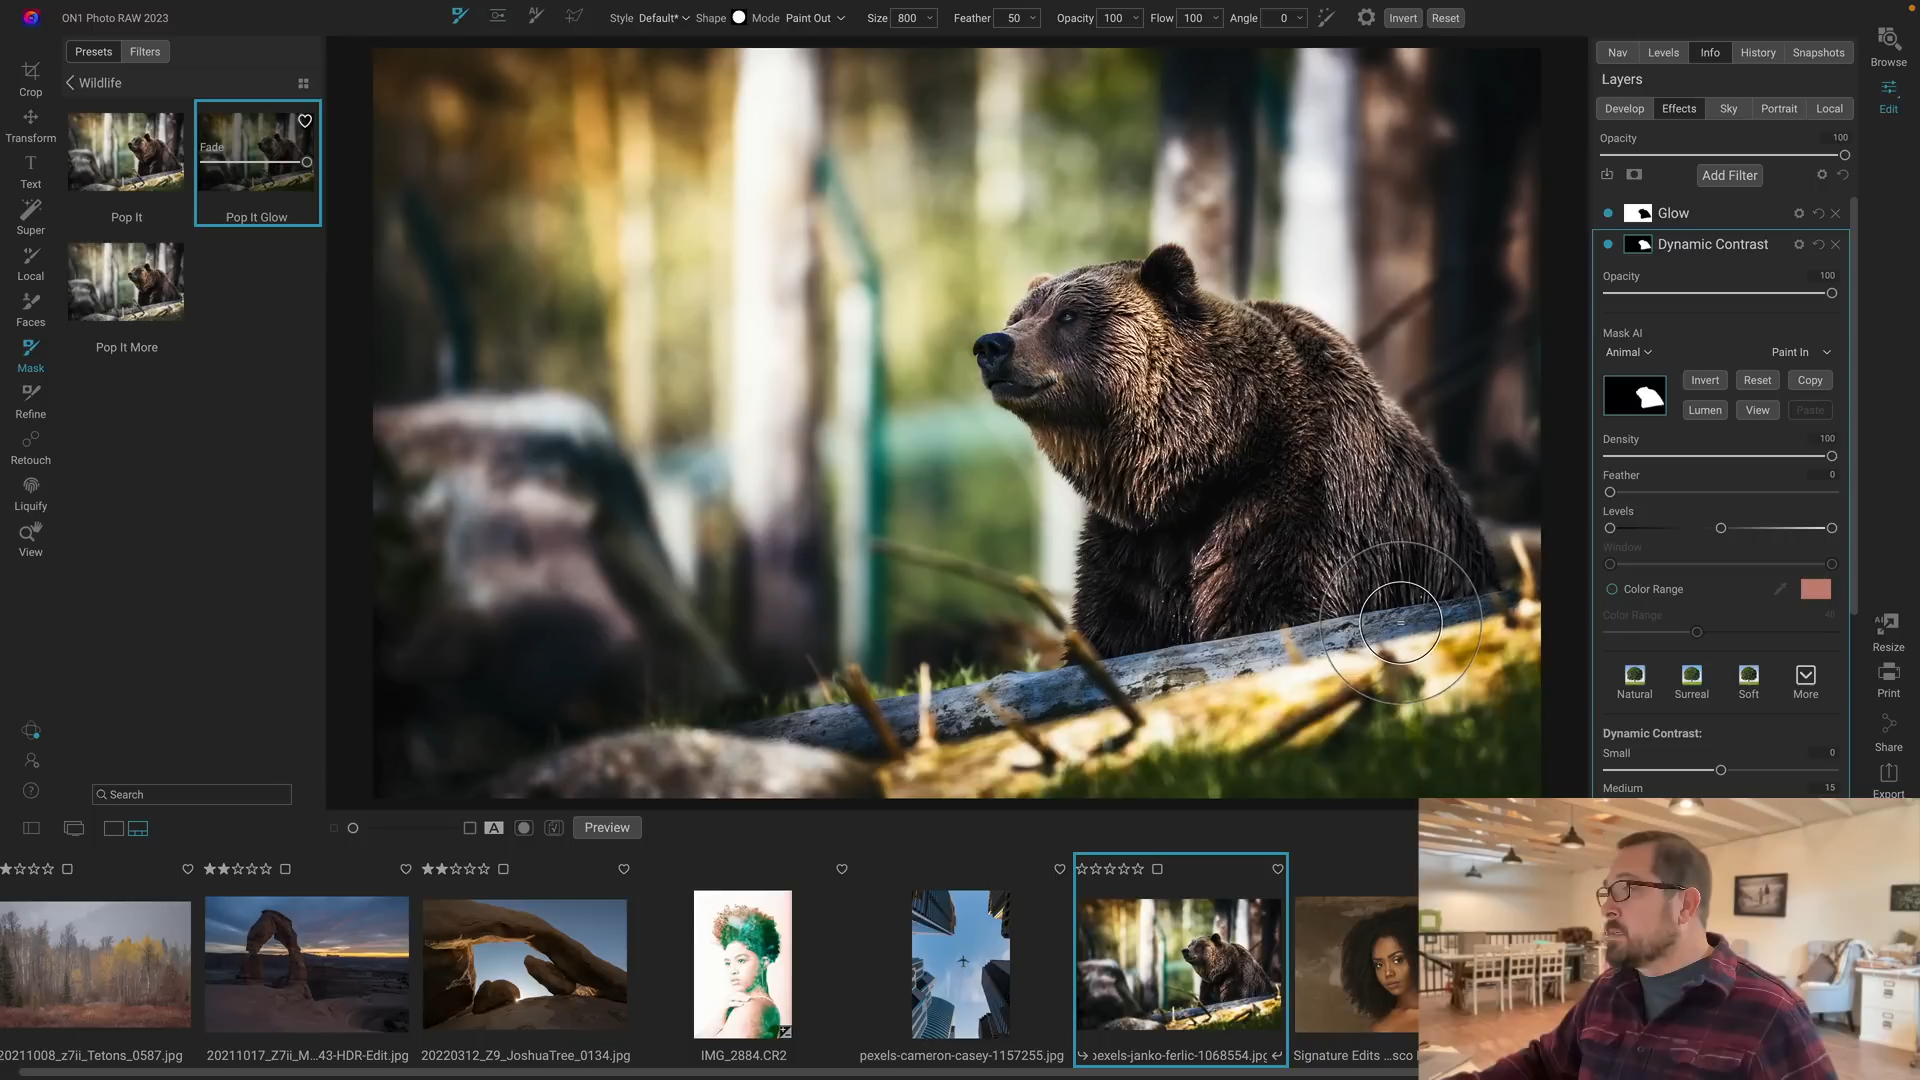 ON1 Photo RAW 2023
Style Default* Shape Mode Paint Out Size 800 Feather 50 Opacity 100 Flow 100 Angle 0 Invert Reset
Presets Filters
Wildlife
Fade
Pop It
Pop It Glow
Pop It More
Crop
Transform
Text
Super
Local
Faces
Mask
Refine
Retouch
Liquify
View
Search
Nav Levels Info History Snapshots
Layers
Develop Effects Sky Portrait Local
Opacity 100
Add Filter
Glow
Dynamic Contrast
Opacity 100
Mask AI
Animal Paint In
Invert Reset Copy
Lumen View Paste
Density 100
Feather 0
Levels
Window
Color Range
Color Range 48
Natural Surreal Soft More
Dynamic Contrast:
Small 0
Medium 15
Browse
Edit
Resize
Print
Share
Export
A Preview
20211008_z7ii_Tetons_0587.jpg
20211017_Z7ii_M...43-HDR-Edit.jpg
20220312_Z9_JoshuaTree_0134.jpg
IMG_2884.CR2
pexels-cameron-casey-1157255.jpg
pexels-janko-ferlic-1068554.jpg
Signature Edits ...sco